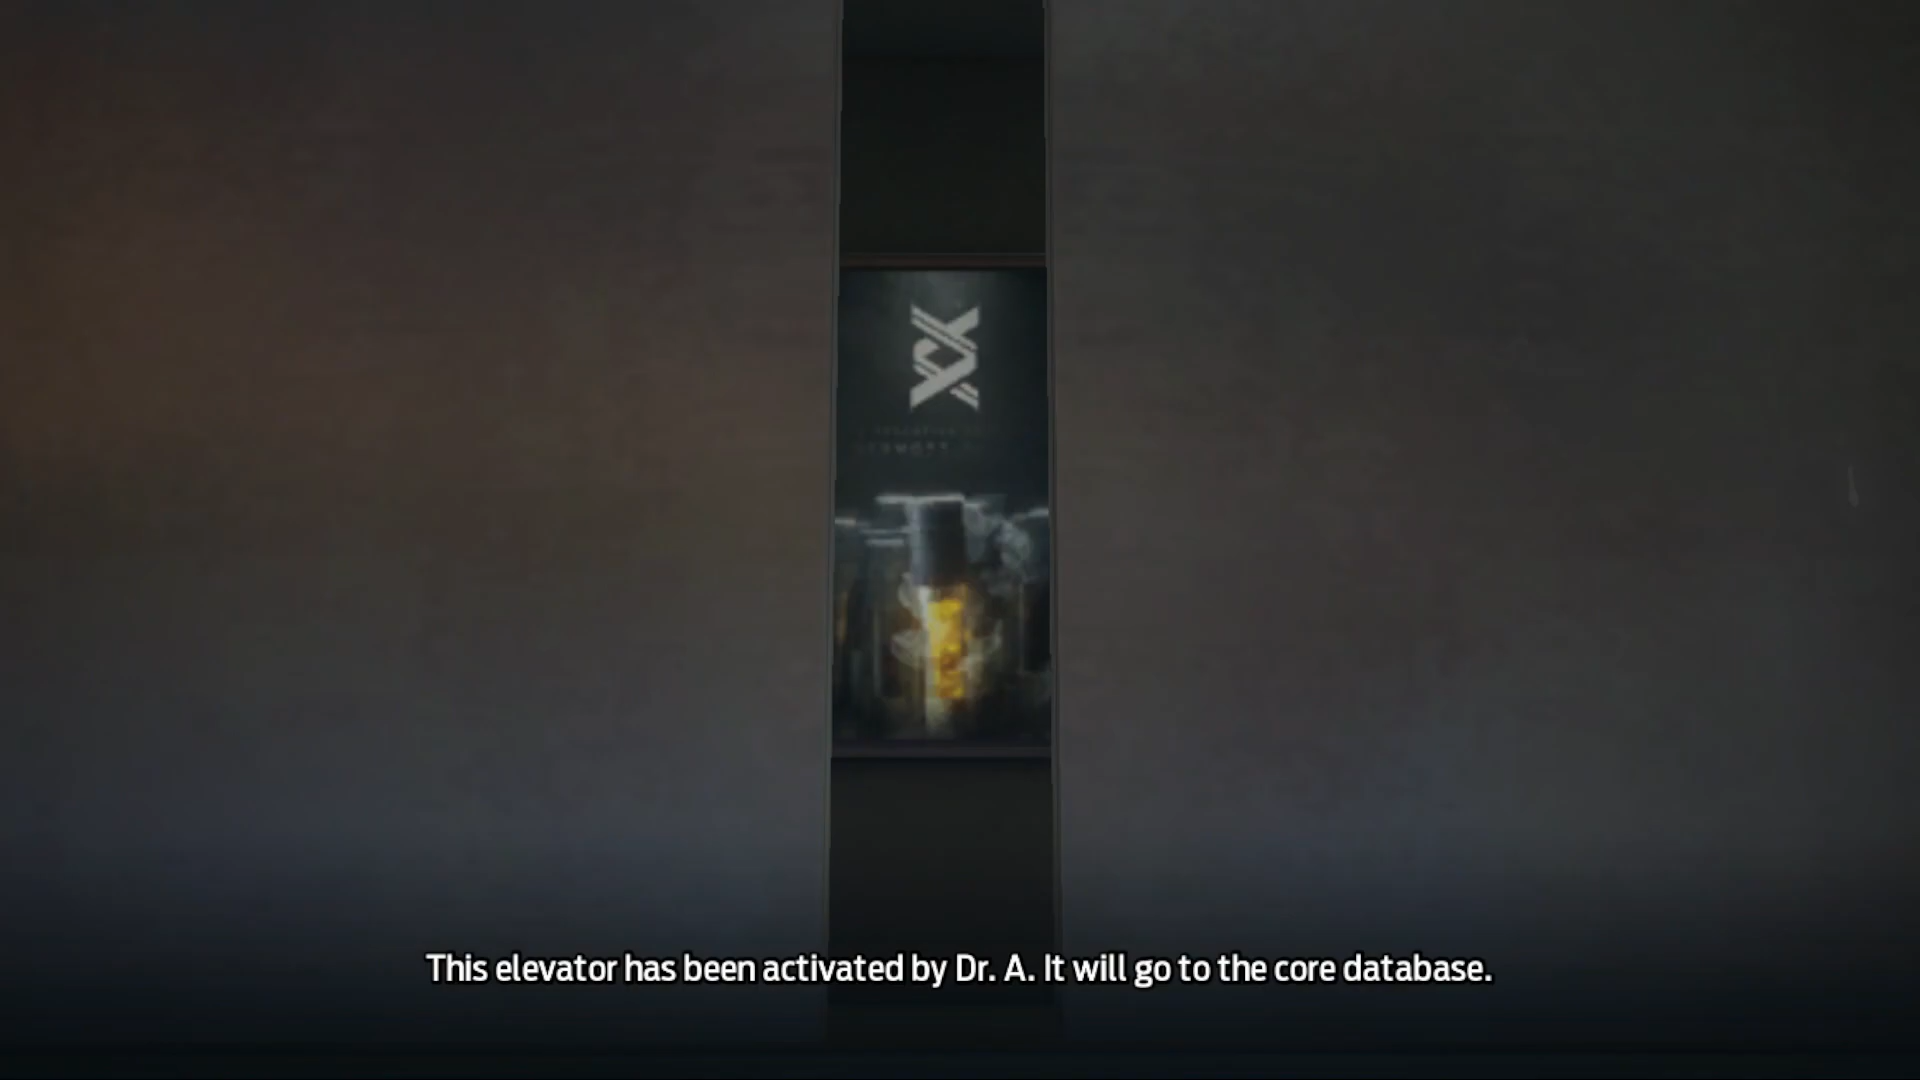 This elevator has been activated by Dr. A. It will go to the core database.